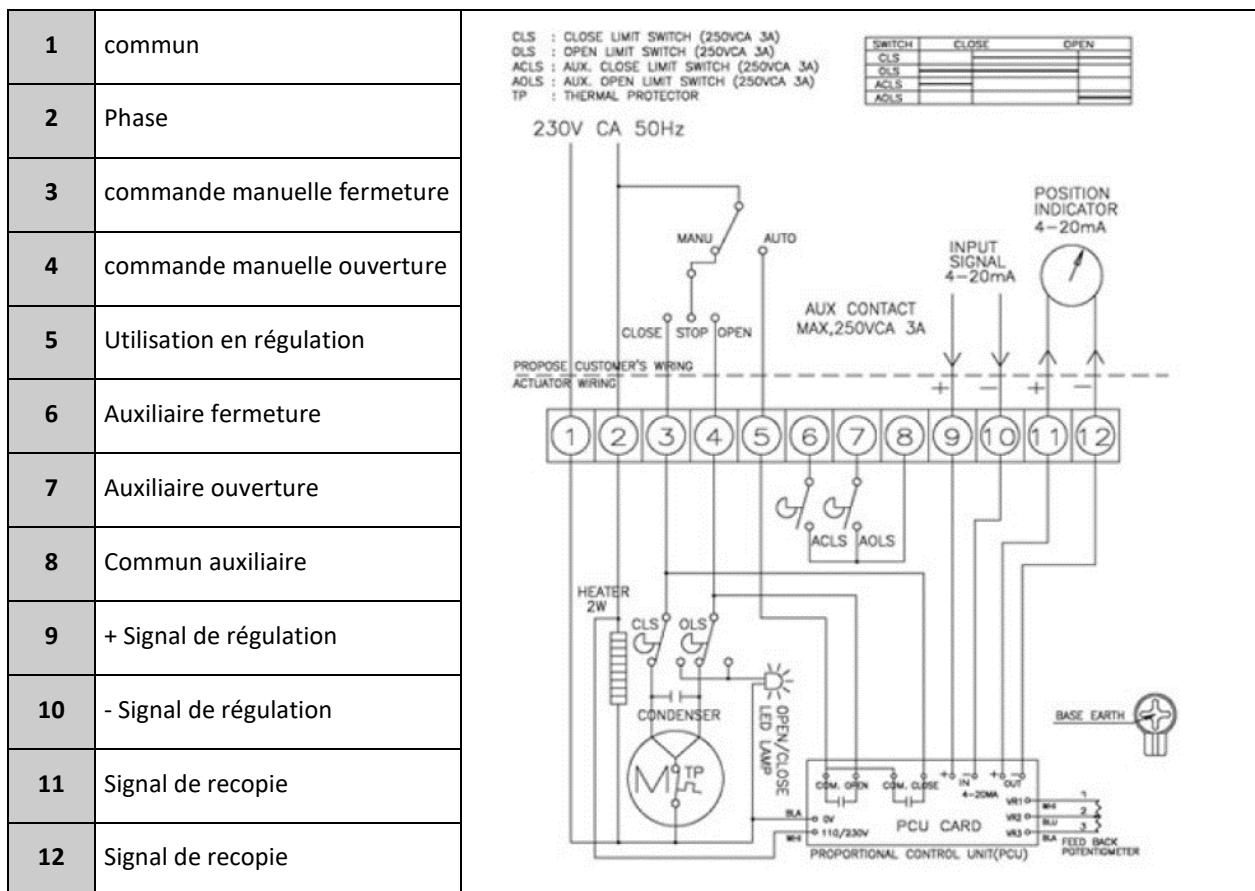 1 commun
2 Phase
3 commande manuelle fermeture
4 commande manuelle ouverture
5 Utilisation en régulation
6 Auxiliaire fermeture
7 Auxiliaire ouverture
8 Commun auxiliaire
9 + Signal de régulation
10 - Signal de régulation
11 Signal de recopie
12 Signal de recopie
CLS : CLOSE LIMIT SWITCH (250VCA 3A)
OLS : OPEN LIMIT SWITCH (250VCA 3A)
ACLS : AUX. CLOSE LIMIT SWITCH (250VCA 3A)
AOLS : AUX. OPEN LIMIT SWITCH (250VCA 3A)
TP : THERMAL PROTECTOR
SWITCH CLOSE OPEN
CLS
OLS
ACLS
AOLS
230V CA 50Hz
POSITION
INDICATOR
4-20mA
MANU AUTO
INPUT
SIGNAL
4-20mA
AUX CONTACT
MAX,250VCA 3A
CLOSE STOP OPEN
PROPOSE CUSTOMER'S WIRING
ACTUATOR WIRING
+ - + -
1 2 3 4 5 6 7 8 9 10 11 12
ACLS AOLS
HEATER
2W
CLS OLS
CONDENSER
OPEN/CLOSE
LED LAMP
BASE EARTH
M TP
COM. OPEN COM. CLOSE + IN - + OUT -
4-20MA
VR1 WHI 1
VR2 BLU 2
VR3 BLA 3
BLA 0V
WHI 110/230V
PCU CARD
FEED BACK
POTENTIOMETER
PROPORTIONAL CONTROL UNIT(PCU)